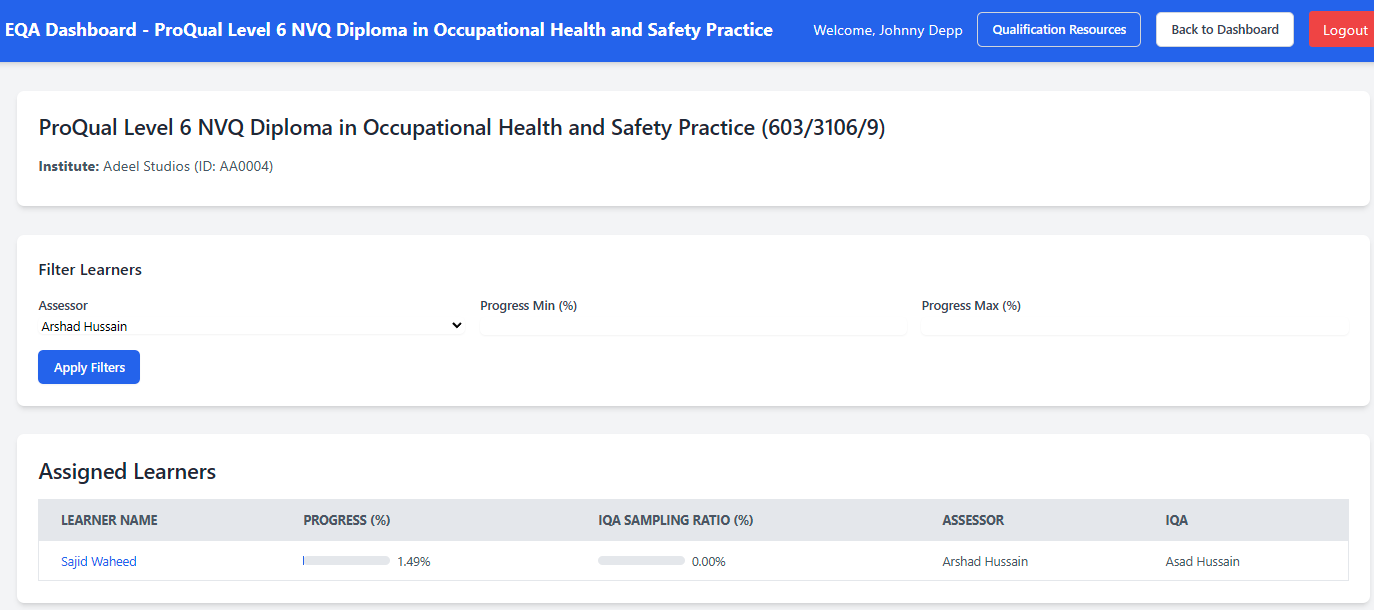 EQA Dashboard - ProQual Level 6 NVQ Diploma in Occupational Health and Safety Practice
Welcome, Johnny Depp
Qualification Resources
Back to Dashboard
Logout
ProQual Level 6 NVQ Diploma in Occupational Health and Safety Practice (603/3106/9)
Institute: Adeel Studios (ID: AA0004)
Filter Learners
Assessor
Arshad Hussain
Progress Min (%)
Progress Max (%)
Apply Filters
Assigned Learners
LEARNER NAME PROGRESS (%) IQA SAMPLING RATIO (%) ASSESSOR IQA
Sajid Waheed 1.49% 0.00% Arshad Hussain Asad Hussain